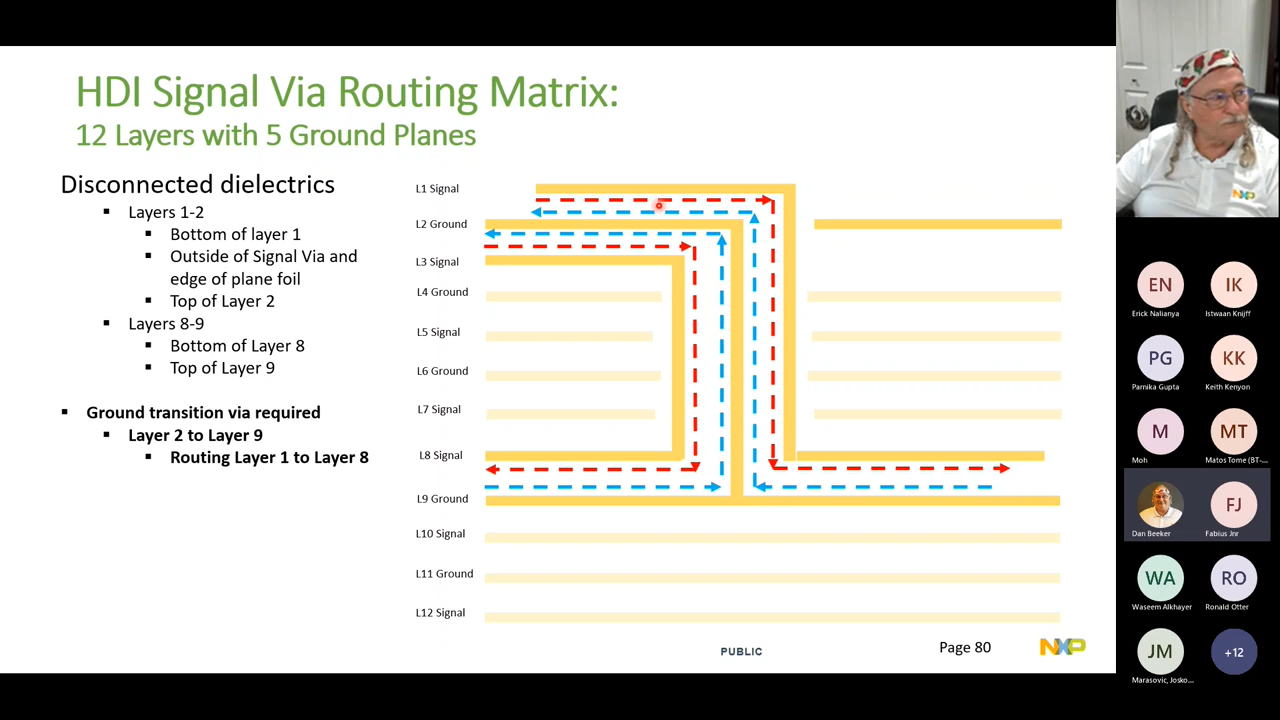 HDI Signal Via Routing Matrix:
12 Layers with 5 Ground Planes
Disconnected dielectrics
Layers 1-2
Bottom of layer 1
Outside of Signal Via and
edge of plane foil
Top of Layer 2
Layers 8-9
Bottom of Layer 8
Top of Layer 9
Ground transition via required
Layer 2 to Layer 9
Routing Layer 1 to Layer 8
L1 Signal
L2 Ground
L3 Signal
L4 Ground
L5 Signal
L6 Ground
L7 Signal
L8 Signal
L9 Ground
L10 Signal
L11 Ground
L12 Signal
PUBLIC
Page 80
NXP
NXP
EN
IK
Erick Nalianya
Istwaan Knijff
PG
KK
Parnika Gupta
Keith Kenyon
M
MT
Moh
Matos Tome (BT-...
FJ
Dan Beeker
Fabius Jnr
WA
RO
Waseem Alkhayer
Ronald Otter
JM
+12
Marasovic, Josko...